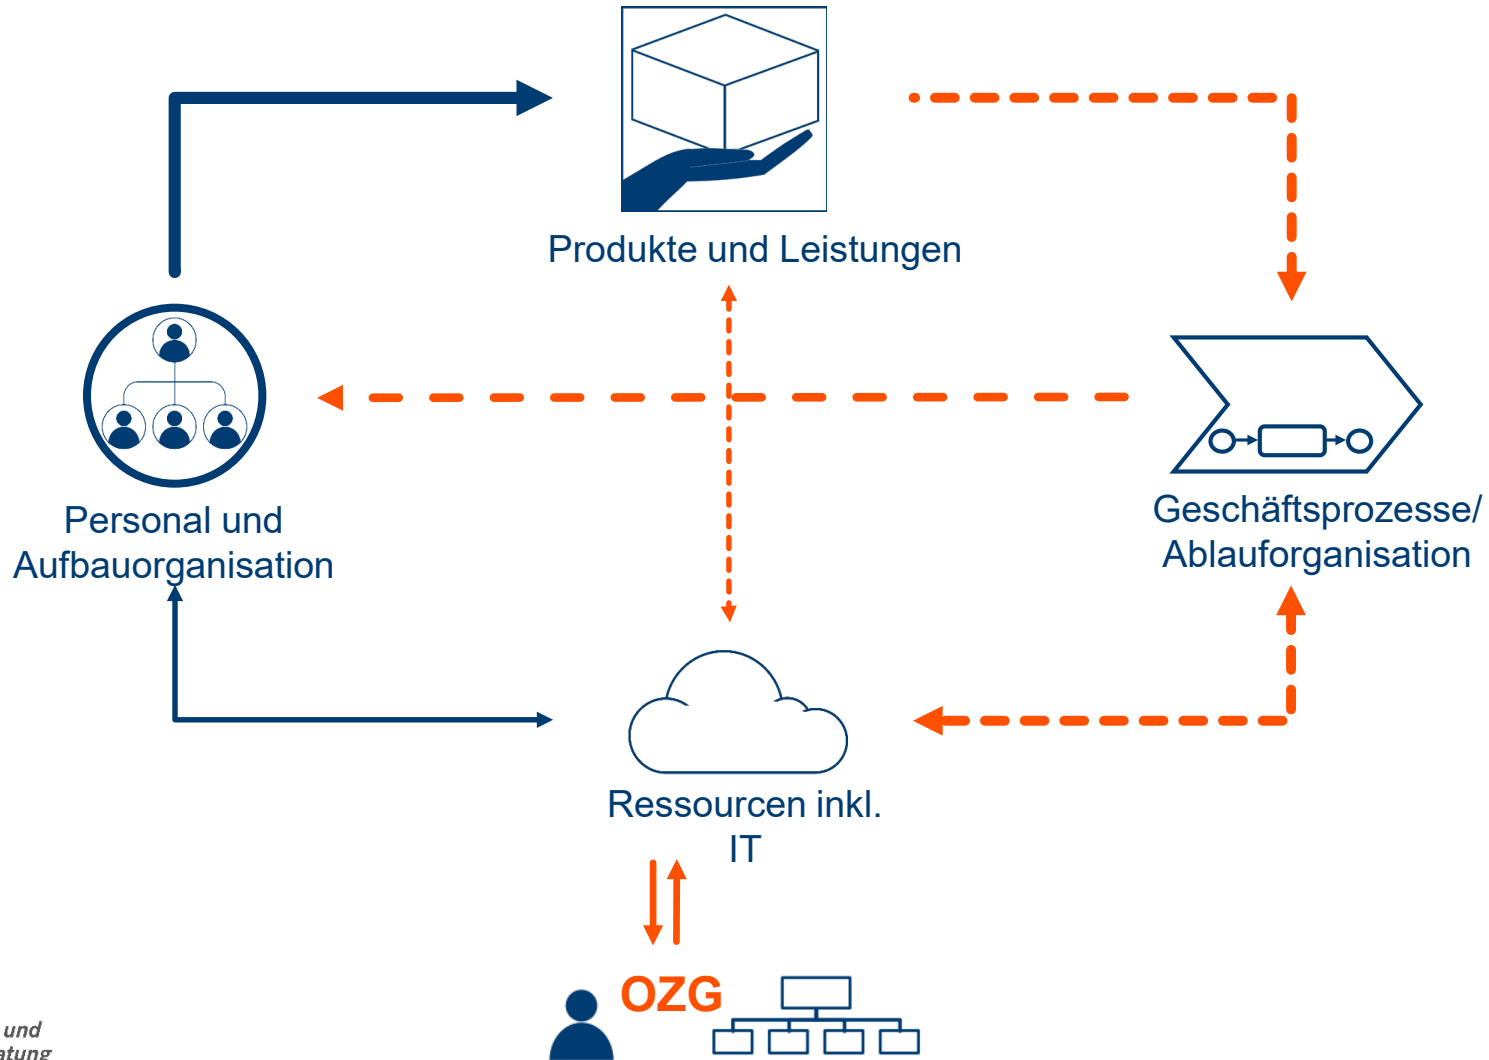 Produkte und Leistungen
Personal und
Aufbauorganisation
Geschäftsprozesse/
Ablauforganisation
Ressourcen inkl.
IT
OZG
und